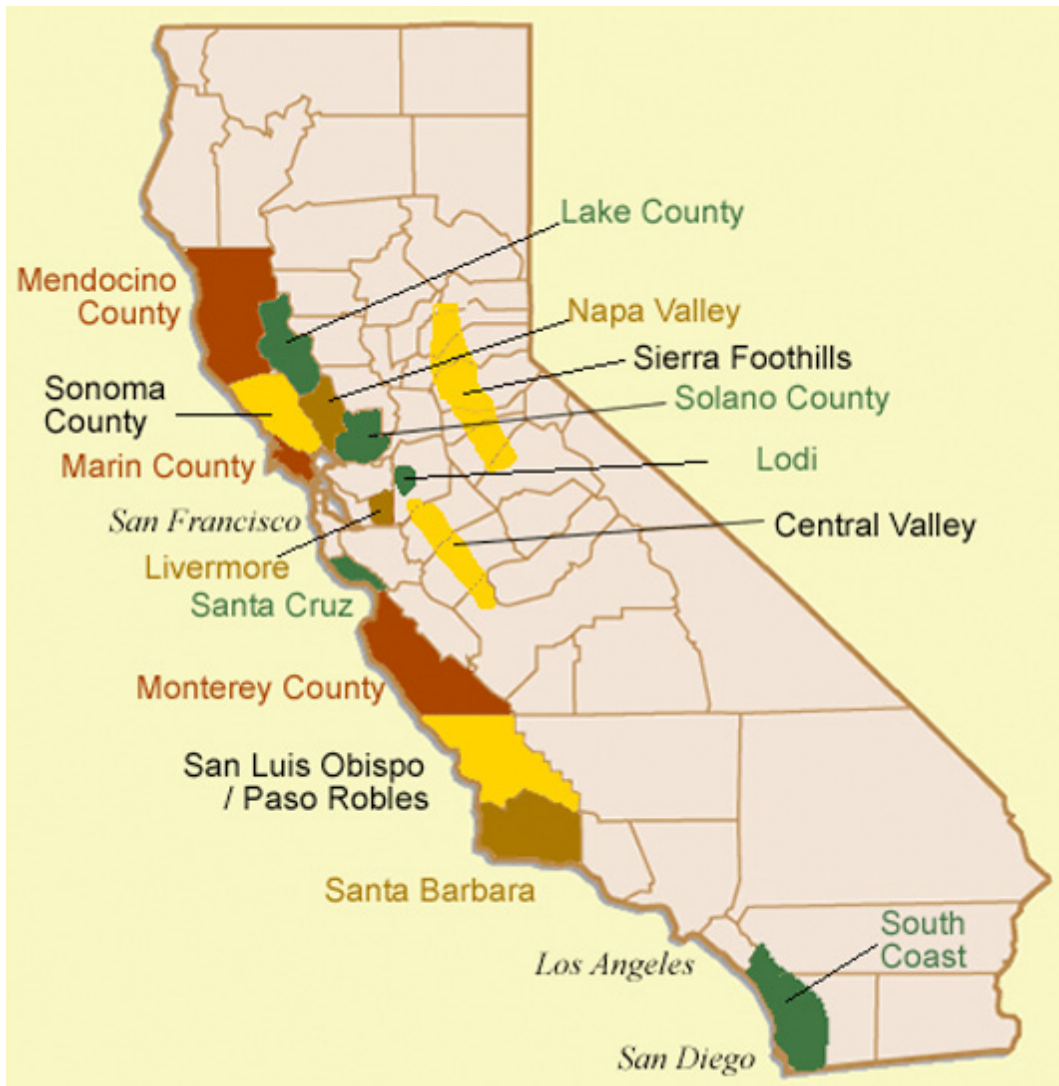 Lake County
Mendocino
County
Napa Valley
Sierra Foothills
Sonoma
County
Solano County
Marin County
Lodi
San Francisco
Central Valley
Livermore
Santa Cruz
Monterey County
San Luis Obispo
/ Paso Robles
Santa Barbara
South
Coast
Los Angeles
San Diego